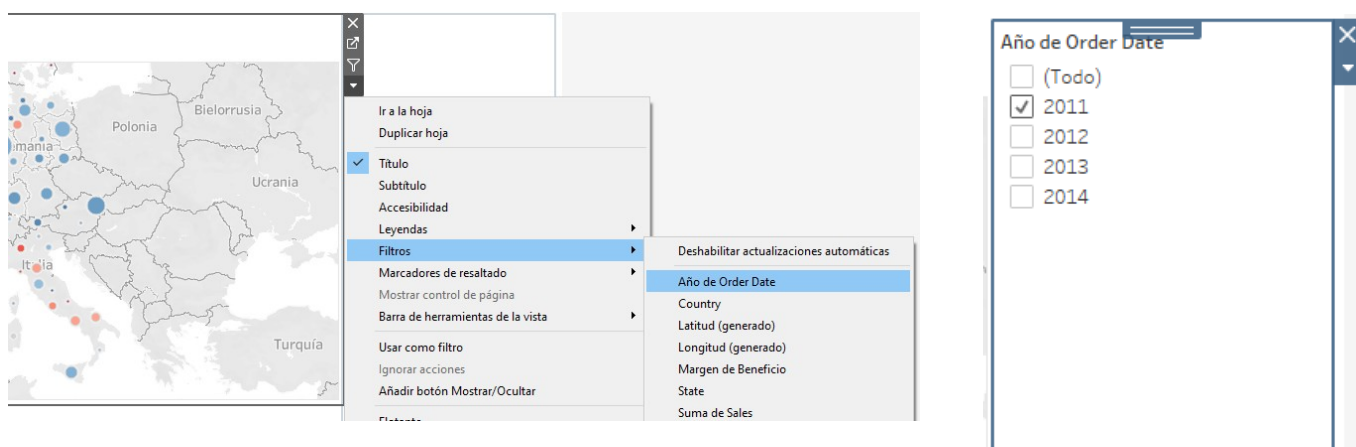 Bielorrusia
Polonia
mania
Ucrania
Italia
Turquía
Ir a la hoja
Duplicar hoja
Título
Subtítulo
Accesibilidad
Leyendas
Filtros
Marcadores de resaltado
Mostrar control de página
Barra de herramientas de la vista
Usar como filtro
Ignorar acciones
Añadir botón Mostrar/Ocultar
Deshabilitar actualizaciones automáticas
Año de Order Date
Country
Latitud (generado)
Longitud (generado)
Margen de Beneficio
State
Suma de Sales
Año de Order Date
(Todo)
2011
2012
2013
2014